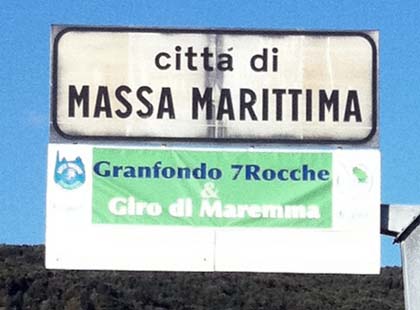 città di
MASSA MARITTIMA
Granfondo 7Rocche
&
Giro di Maremma